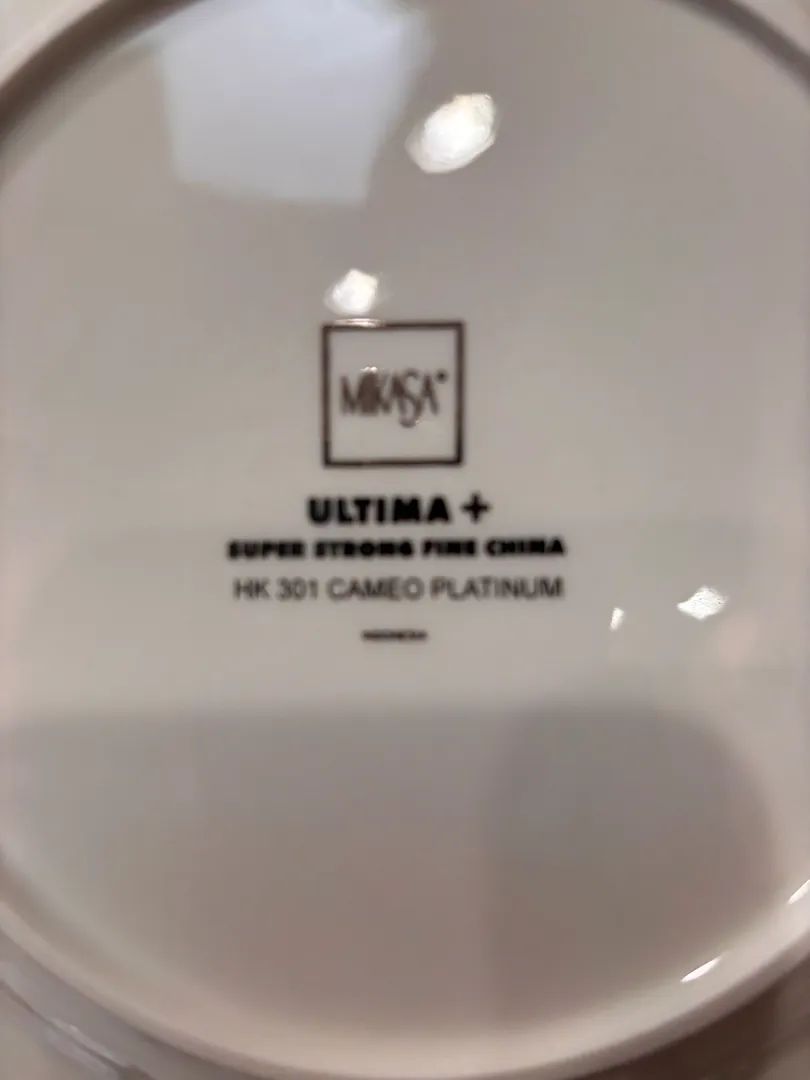 MIKASA®
ULTIMA +
SUPER STRONG FINE CHINA
HK 301 CAMEO PLATINUM